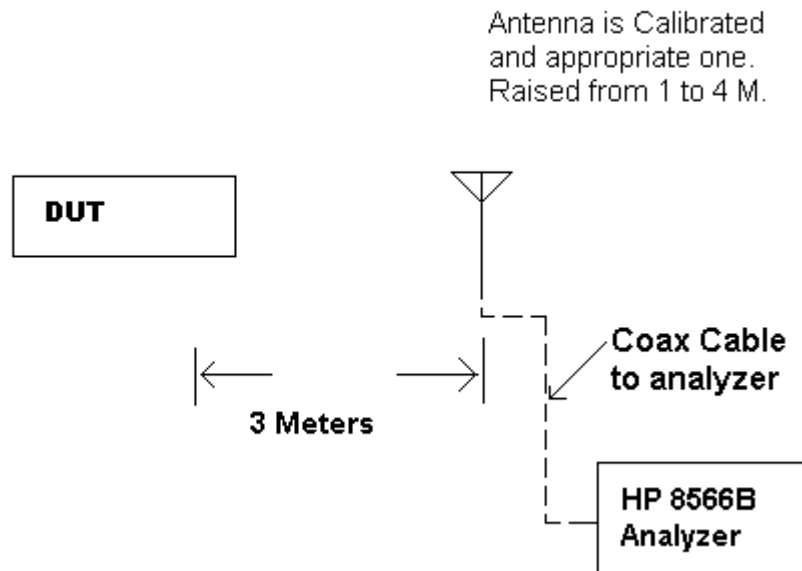 Antenna is Calibrated
and appropriate one.
Raised from 1 to 4 M.
DUT
Coax Cable
to analyzer
3 Meters
HP 8566B
Analyzer